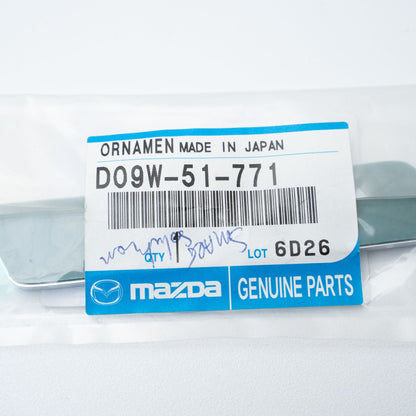 ORNAMEN MADE IN JAPAN
D09W-51-771
QTY 1 LOT 6D26
mazda GENUINE PARTS